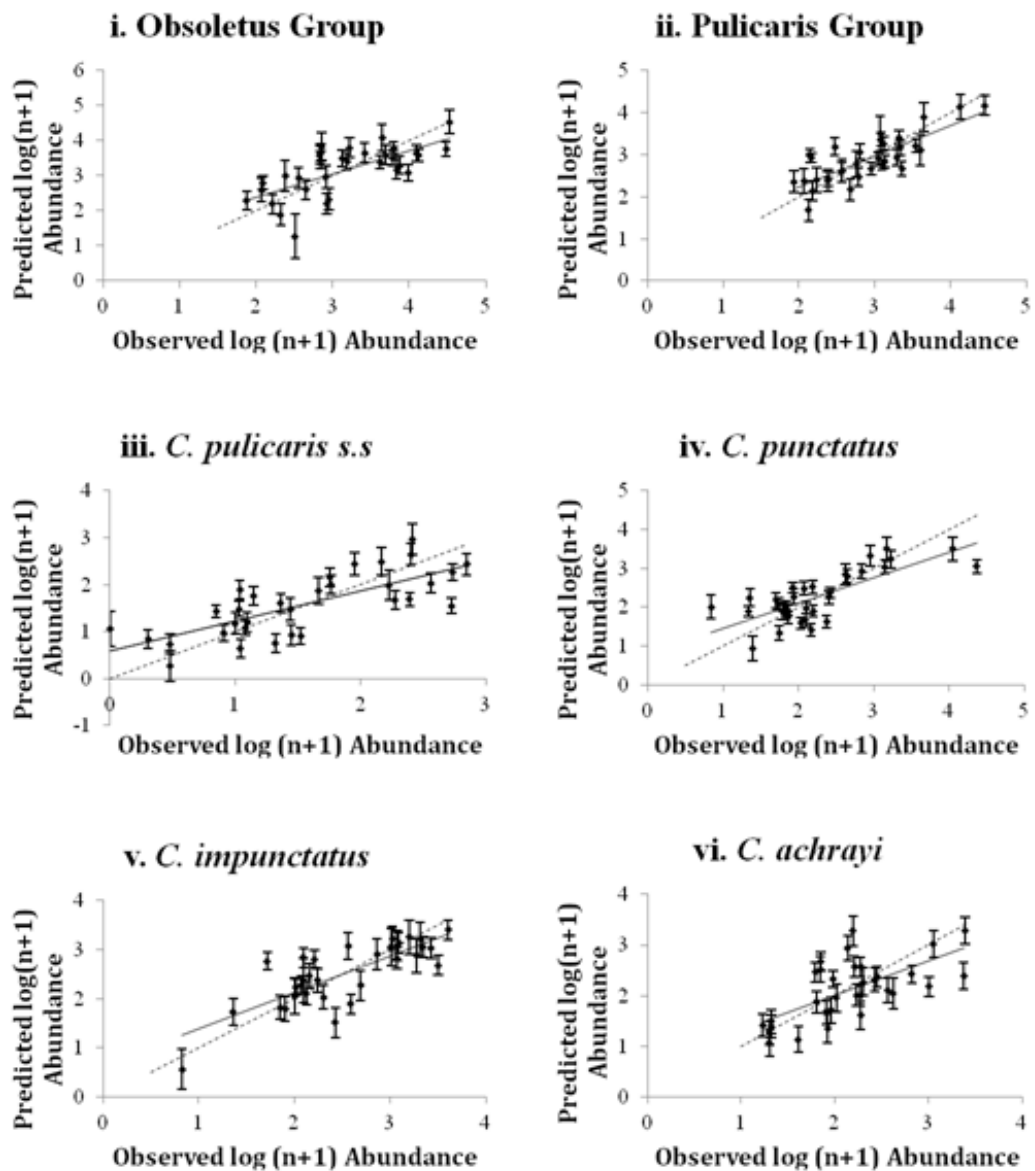 i. Obsoletus Group
ii. Pulicaris Group
6
5
4
3
2
1
0
Predicted log(n+1)
Abundance
0 1 2 3 4 5
Observed log (n+1) Abundance
5
4
3
2
1
0
Predicted log(n+1)
Abundance
0 1 2 3 4 5
Observed log (n+1) Abundance
iii. C. pulicaris s.s
iv. C. punctatus
4
3
2
1
0
-1
Predicted log(n+1)
Abundance
0 1 2 3
Observed log (n+1) Abundance
5
4
3
2
1
0
Predicted log(n+1)
Abundance
0 1 2 3 4 5
Observed log (n+1) Abundance
v. C. impunctatus
vi. C. achrayi
4
3
2
1
0
Predicted log(n+1)
Abundance
0 1 2 3 4
Observed log (n+1) Abundance
4
3
2
1
0
Predicted log(n+1)
Abundance
0 1 2 3 4
Observed log (n+1) Abundance